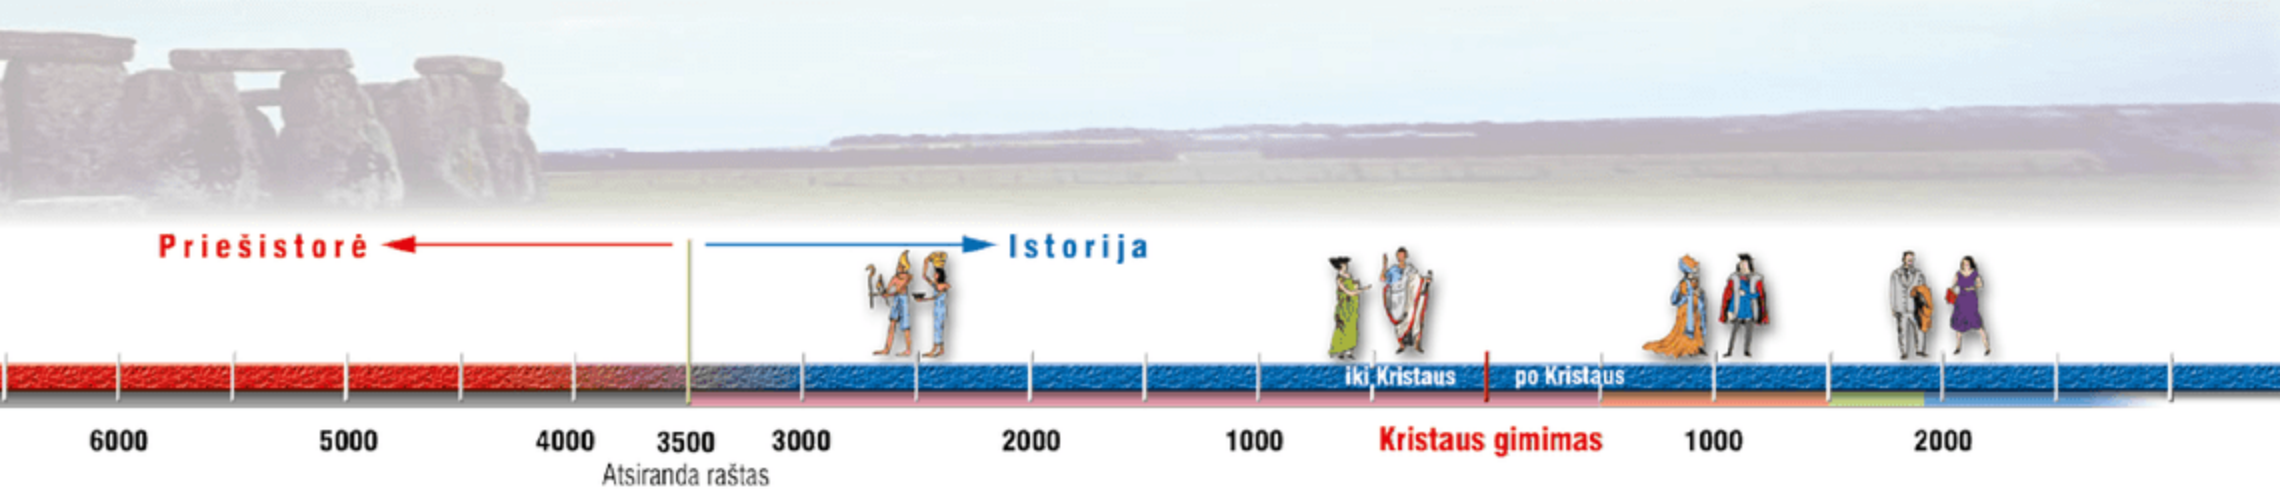 Priešistorė
Istorija
iki Kristaus
po Kristaus
6000
5000
4000
3500
3000
2000
1000
Kristaus gimimas
1000
2000
Atsiranda raštas